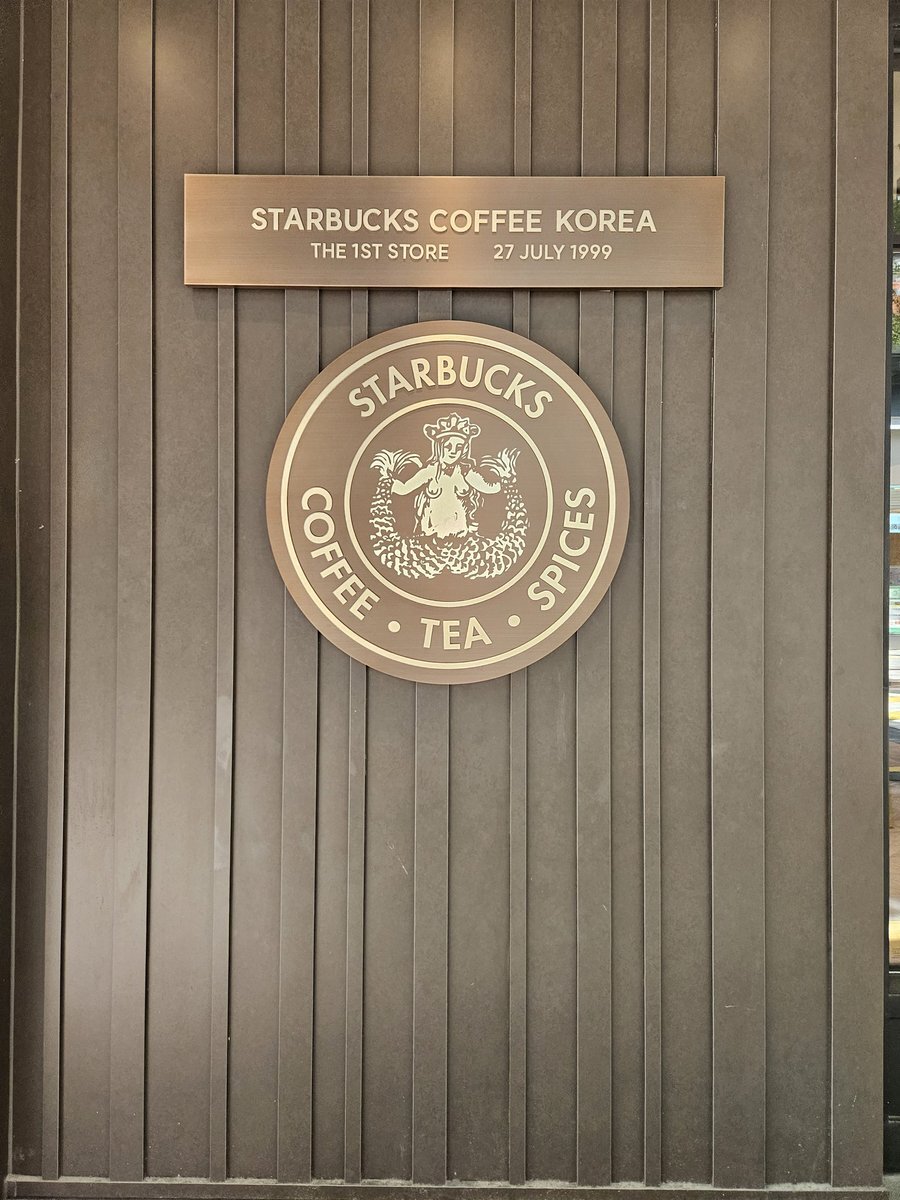 STARBUCKS COFFEE KOREA
THE 1ST STORE 27 JULY 1999
STARBUCKS
COFFEE • TEA • SPICES